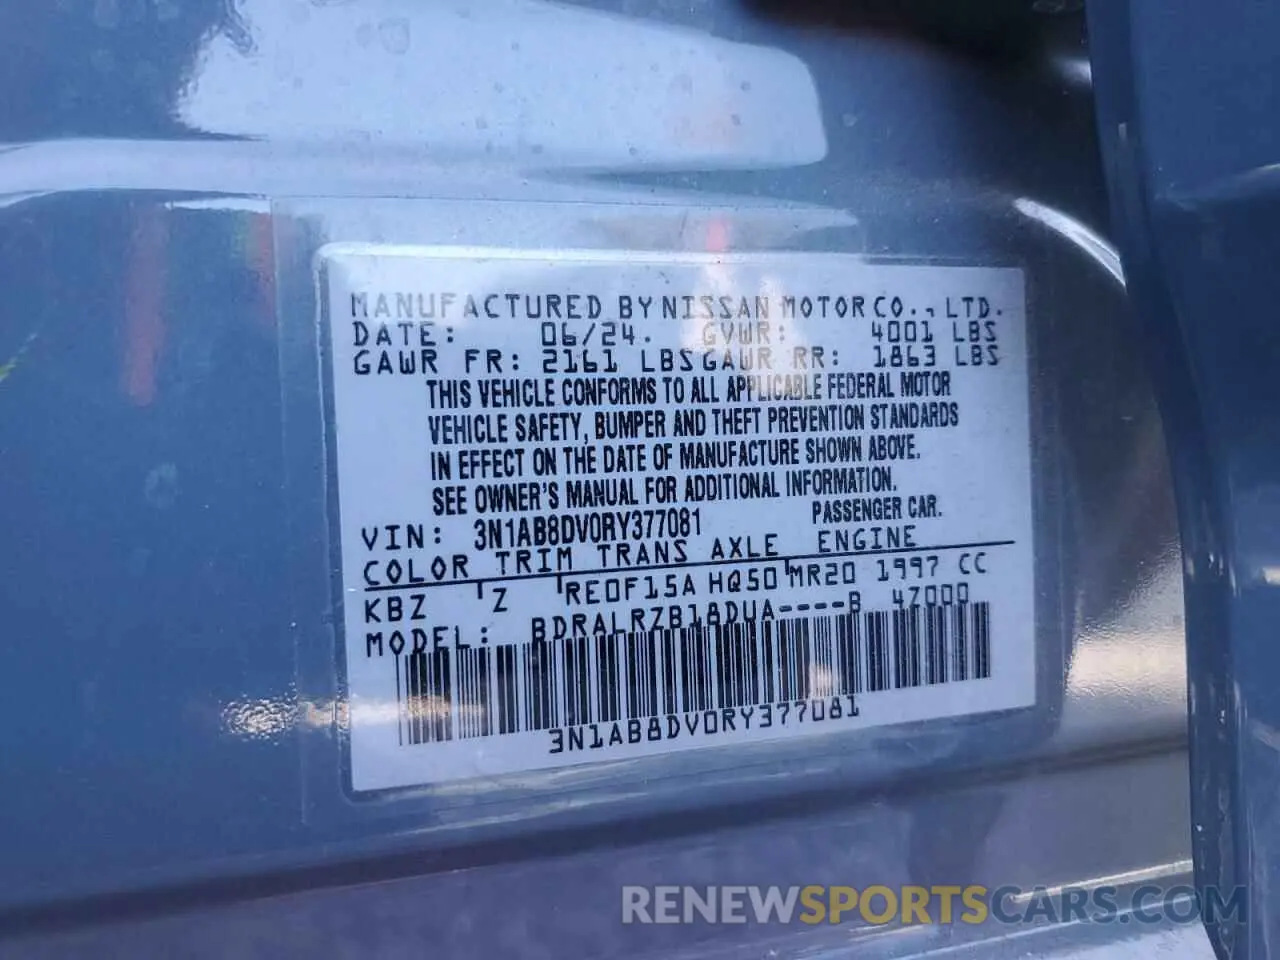 MANUFACTURED BY NISSAN MOTOR CO., LTD.
DATE: 06/24. GVWR: 4001 LBS
GAWR FR: 2161 LBS GAWR RR: 1863 LBS
THIS VEHICLE CONFORMS TO ALL APPLICABLE FEDERAL MOTOR
VEHICLE SAFETY, BUMPER AND THEFT PREVENTION STANDARDS
IN EFFECT ON THE DATE OF MANUFACTURE SHOWN ABOVE.
SEE OWNER'S MANUAL FOR ADDITIONAL INFORMATION.
VIN: 3N1AB8DV0RY377081 PASSENGER CAR.
COLOR TRIM TRANS AXLE ENGINE
KBZ Z RE0F15A HQ50 MR20 1997 CC
MODEL: BDRALRZB18DUA----B 47000
3N1AB8DV0RY377081
RENEWSPORTSCARS.COM